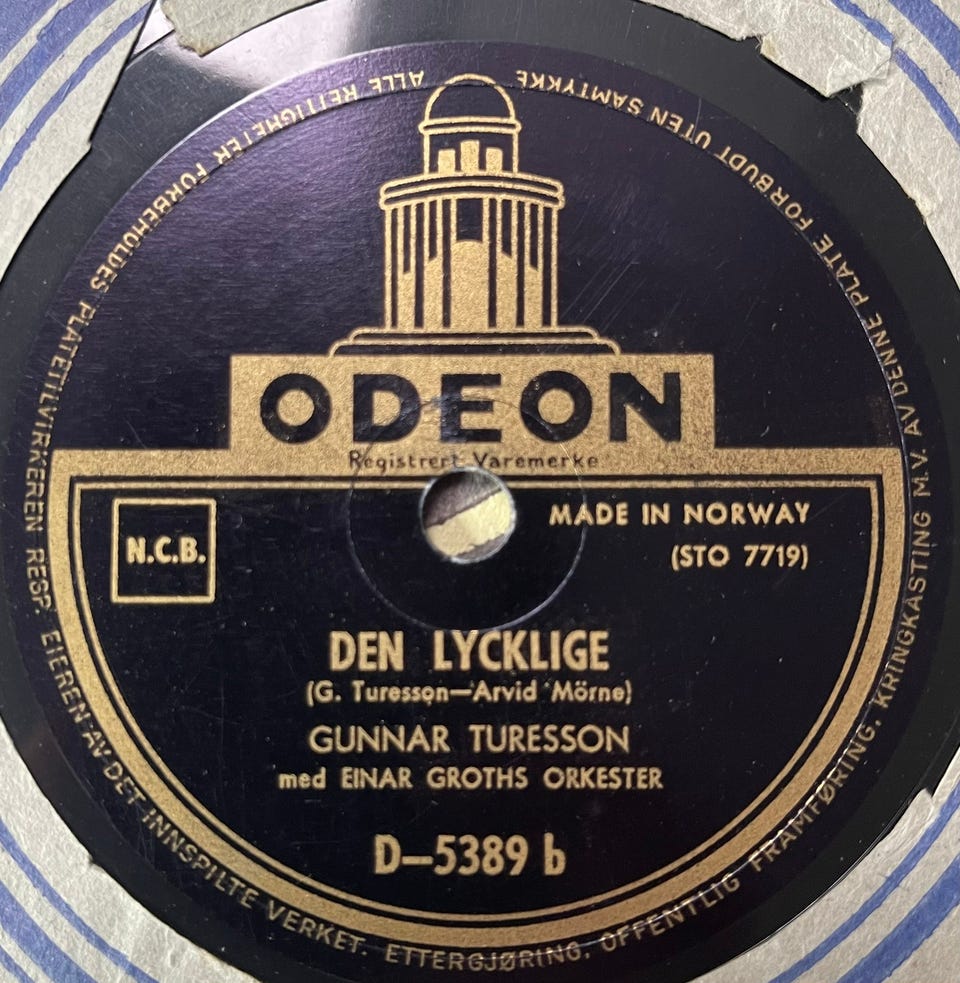 ODEON
Registrert Varemerke
N.C.B.
MADE IN NORWAY
(STO 7719)
DEN LYCKLIGE
(G. Turesson—Arvid Mörne)
GUNNAR TURESSON
med EINAR GROTHS ORKESTER
D—5389 b
ALLE RETTIGHETER FORBEHOLDES PLATETILVIRKEREN RESP. EIEREN AV DET INNSPILTE VERKET. ETTERGJØRING, OFFENTLIG FRAMFØRING, KRINGKASTING M.V. AV DENNE PLATE FORBUDT UTEN SAMTYKKE